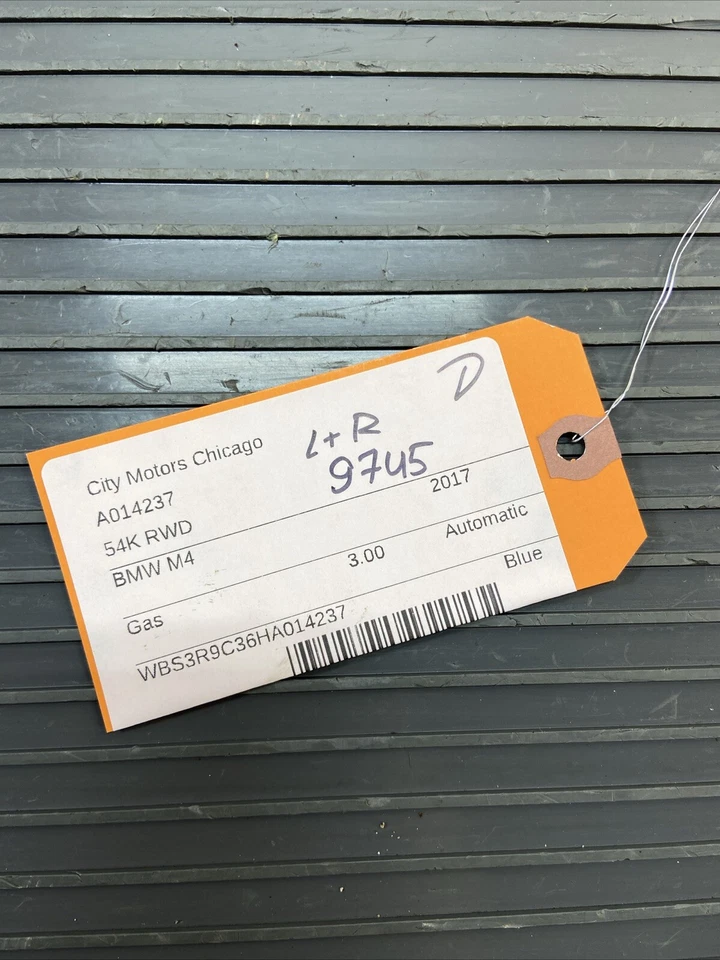 D
L+R
9745
City Motors Chicago
A014237
54K RWD
BMW M4 2017
Gas 3.00 Automatic
Blue
WBS3R9C36HA014237